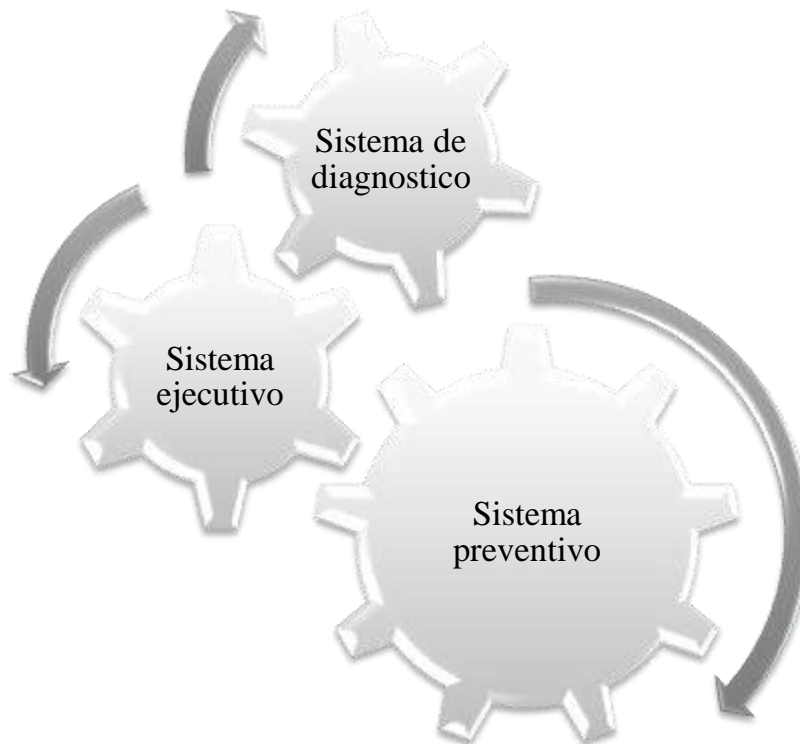 Sistema de
diagnostico
Sistema
ejecutivo
Sistema
preventivo